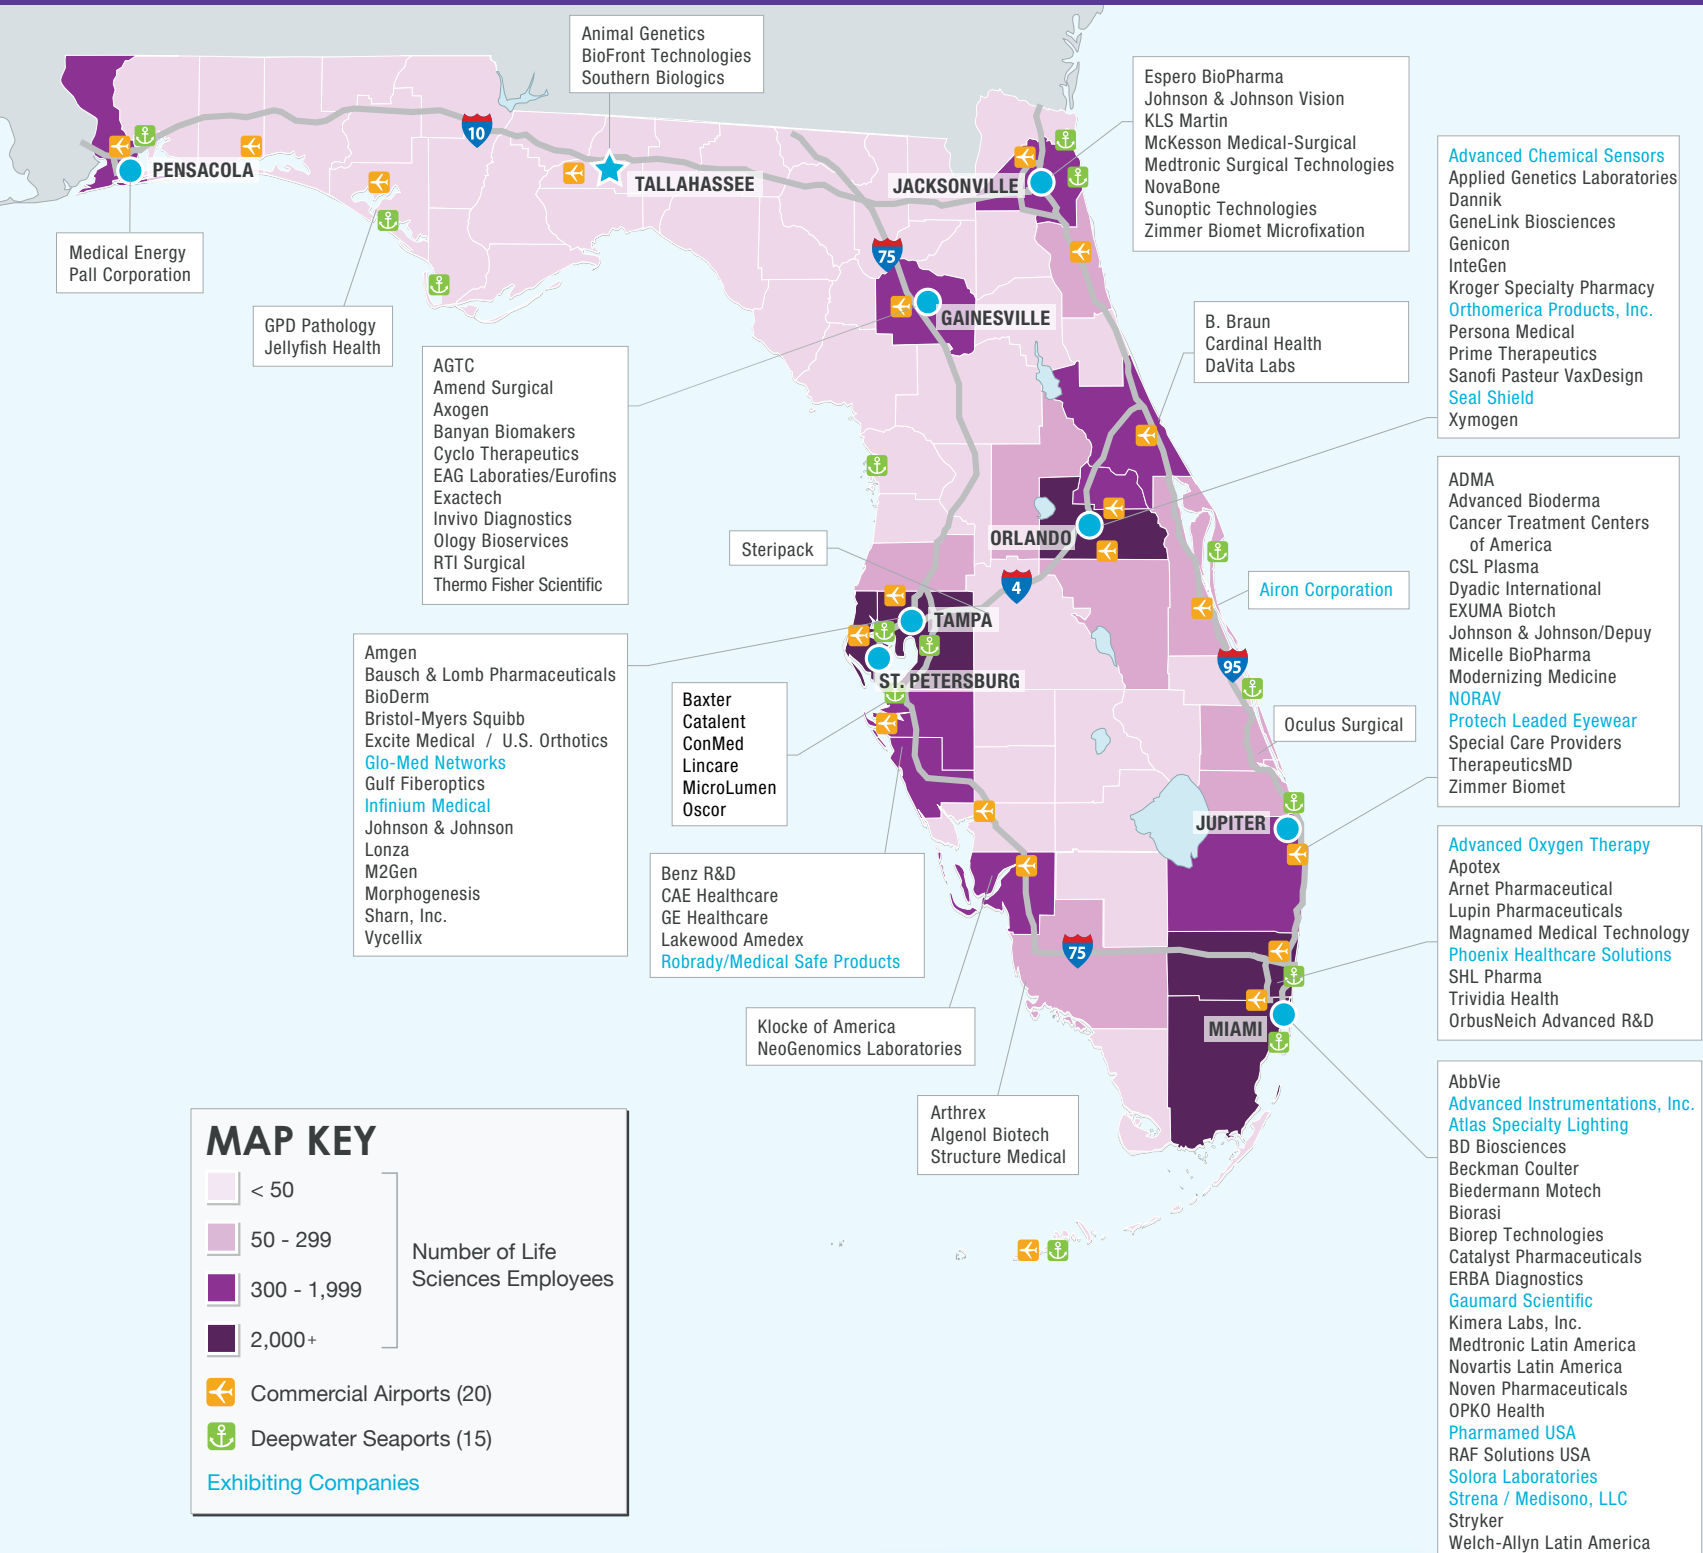 Animal Genetics
BioFront Technologies
Southern Biologics
Espero BioPharma
Johnson & Johnson Vision
KLS Martin
McKesson Medical-Surgical
Medtronic Surgical Technologies
NovaBone
Sunoptic Technologies
Zimmer Biomet Microfixation
10
PENSACOLA
TALLAHASSEE
JACKSONVILLE
Medical Energy
Pall Corporation
75
GPD Pathology
Jellyfish Health
GAINESVILLE
Advanced Chemical Sensors
Applied Genetics Laboratories
Dannik
GeneLink Biosciences
Genicon
InteGen
Kroger Specialty Pharmacy
Orthomerica Products, Inc.
Persona Medical
Prime Therapeutics
Sanofi Pasteur VaxDesign
Seal Shield
Xymogen
B. Braun
Cardinal Health
DaVita Labs
AGTC
Amend Surgical
Axogen
Banyan Biomakers
Cyclo Therapeutics
EAG Laboraties/Eurofins
Exactech
Invivo Diagnostics
Ology Bioservices
RTI Surgical
Thermo Fisher Scientific
ADMA
Advanced Bioderma
Cancer Treatment Centers
of America
CSL Plasma
Dyadic International
EXUMA Biotch
Johnson & Johnson/Depuy
Micelle BioPharma
Modernizing Medicine
NORAV
Protech Leaded Eyewear
Special Care Providers
TherapeuticsMD
Zimmer Biomet
Steripack
ORLANDO
4
Airon Corporation
TAMPA
ST. PETERSBURG
95
Amgen
Bausch & Lomb Pharmaceuticals
BioDerm
Bristol-Myers Squibb
Excite Medical / U.S. Orthotics
Glo-Med Networks
Gulf Fiberoptics
Infinium Medical
Johnson & Johnson
Lonza
M2Gen
Morphogenesis
Sharn, Inc.
Vycellix
Baxter
Catalent
ConMed
Lincare
MicroLumen
Oscor
Oculus Surgical
JUPITER
Benz R&D
CAE Healthcare
GE Healthcare
Lakewood Amedex
Robrady/Medical Safe Products
Advanced Oxygen Therapy
Apotex
Arnet Pharmaceutical
Lupin Pharmaceuticals
Magnamed Medical Technology
Phoenix Healthcare Solutions
SHL Pharma
Trividia Health
OrbusNeich Advanced R&D
75
Klocke of America
NeoGenomics Laboratories
MIAMI
Arthrex
Algenol Biotech
Structure Medical
AbbVie
Advanced Instrumentations, Inc.
Atlas Specialty Lighting
BD Biosciences
Beckman Coulter
Biedermann Motech
Biorasi
Biorep Technologies
Catalyst Pharmaceuticals
ERBA Diagnostics
Gaumard Scientific
Kimera Labs, Inc.
Medtronic Latin America
Novartis Latin America
Noven Pharmaceuticals
OPKO Health
Pharmamed USA
RAF Solutions USA
Solora Laboratories
Strena / Medisono, LLC
Stryker
Welch-Allyn Latin America
MAP KEY
< 50
50 - 299
300 - 1,999
2,000+
Number of Life
Sciences Employees
Commercial Airports (20)
Deepwater Seaports (15)
Exhibiting Companies